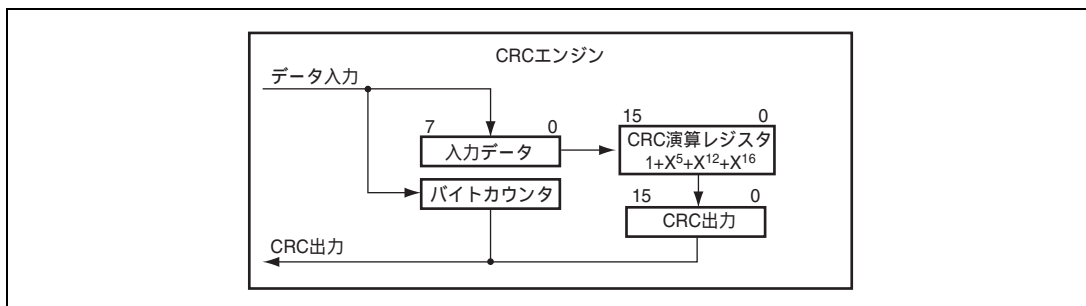 CRCエンジン
データ入力
7 0
入力データ
バイトカウンタ
15 0
CRC演算レジスタ
1+X⁵+X¹²+X¹⁶
15 0
CRC出力
CRC出力